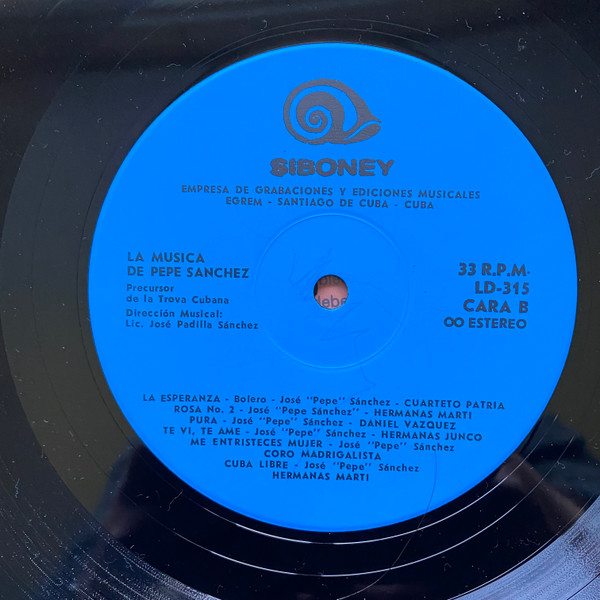 SIBONEY
EMPRESA DE GRABACIONES Y EDICIONES MUSICALES
EGREM - SANTIAGO DE CUBA - CUBA
LA MUSICA
DE PEPE SANCHEZ
Precursor
de la Trova Cubana
Dirección Musical:
Lic. José Padilla Sánchez
33 R.P.M.
LD-315
CARA B
OO ESTEREO
LA ESPERANZA - Bolero - José "Pepe" Sánchez - CUARTETO PATRIA
ROSA No. 2 - José "Pepe Sánchez" - HERMANAS MARTI
PURA - José "Pepe" Sánchez - DANIEL VAZQUEZ
TE VI, TE AME - José "Pepe" Sánchez - HERMANAS JUNCO
ME ENTRISTECES MUJER - José "Pepe" Sánchez
CORO MADRIGALISTA
CUBA LIBRE - José "Pepe" Sánchez
HERMANAS MARTI